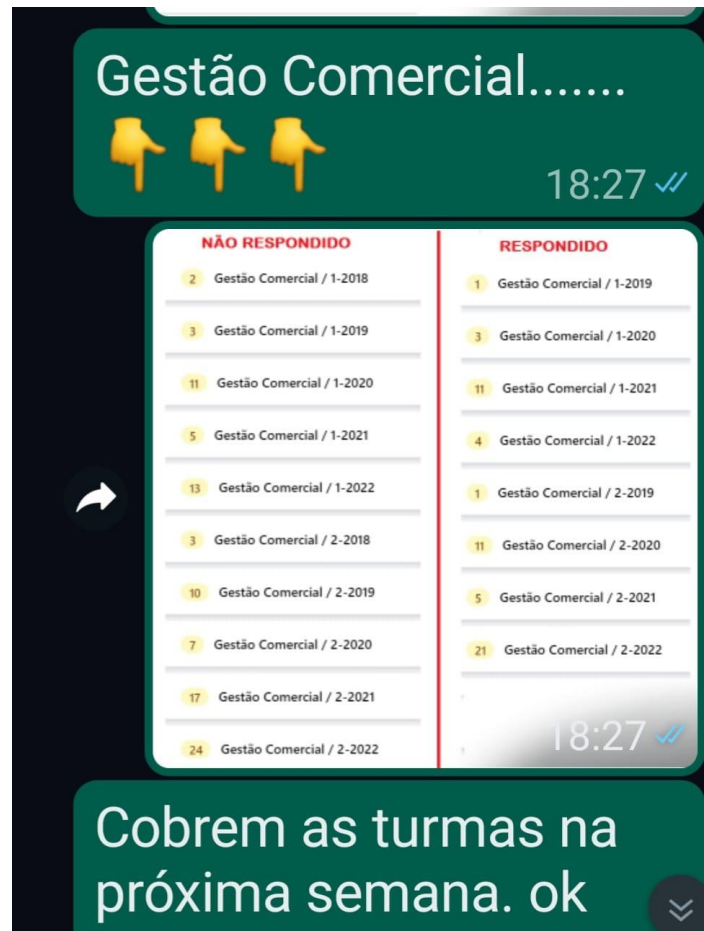 Gestão Comercial.......
👇👇👇
18:27
NÃO RESPONDIDO
2 Gestão Comercial / 1-2018
3 Gestão Comercial / 1-2019
11 Gestão Comercial / 1-2020
5 Gestão Comercial / 1-2021
13 Gestão Comercial / 1-2022
3 Gestão Comercial / 2-2018
10 Gestão Comercial / 2-2019
7 Gestão Comercial / 2-2020
17 Gestão Comercial / 2-2021
24 Gestão Comercial / 2-2022
RESPONDIDO
1 Gestão Comercial / 1-2019
3 Gestão Comercial / 1-2020
11 Gestão Comercial / 1-2021
4 Gestão Comercial / 1-2022
1 Gestão Comercial / 2-2019
11 Gestão Comercial / 2-2020
5 Gestão Comercial / 2-2021
21 Gestão Comercial / 2-2022
18:27
Cobrem as turmas na
próxima semana. ok